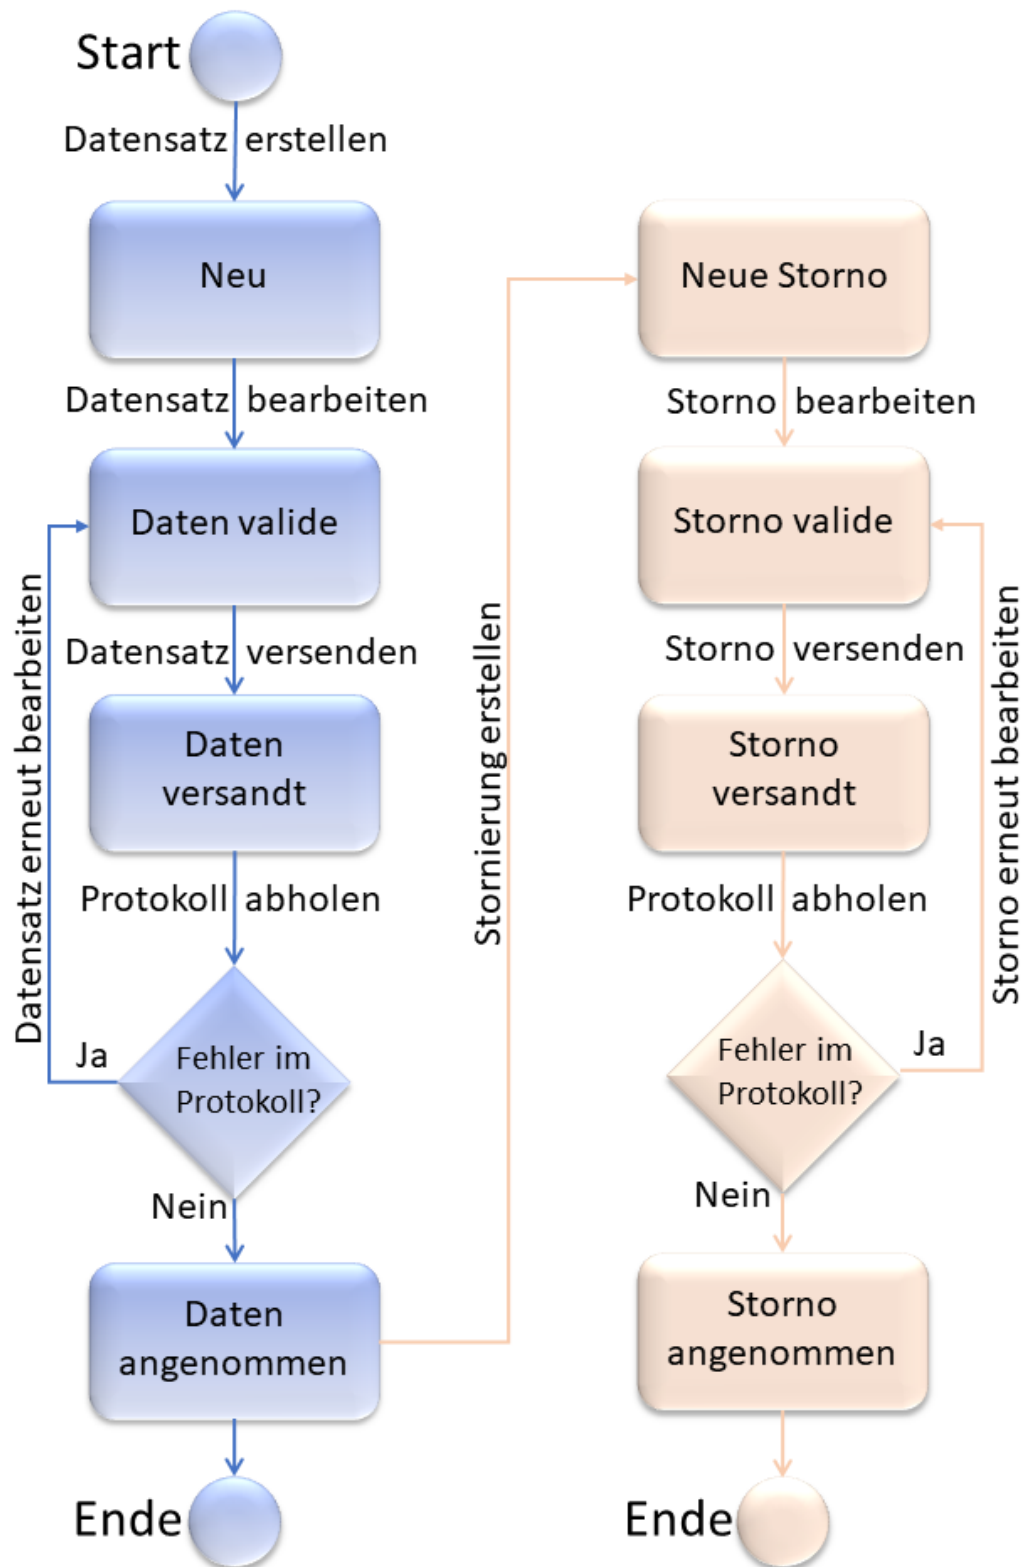 Start
Datensatz erstellen
Neu
Datensatz bearbeiten
Daten valide
Datensatz versenden
Daten
versandt
Protokoll abholen
Fehler im
Protokoll?
Ja
Datensatz erneut bearbeiten
Nein
Daten
angenommen
Ende
Stornierung erstellen
Neue Storno
Storno bearbeiten
Storno valide
Storno versenden
Storno
versandt
Protokoll abholen
Fehler im
Protokoll?
Ja
Storno erneut bearbeiten
Nein
Storno
angenommen
Ende